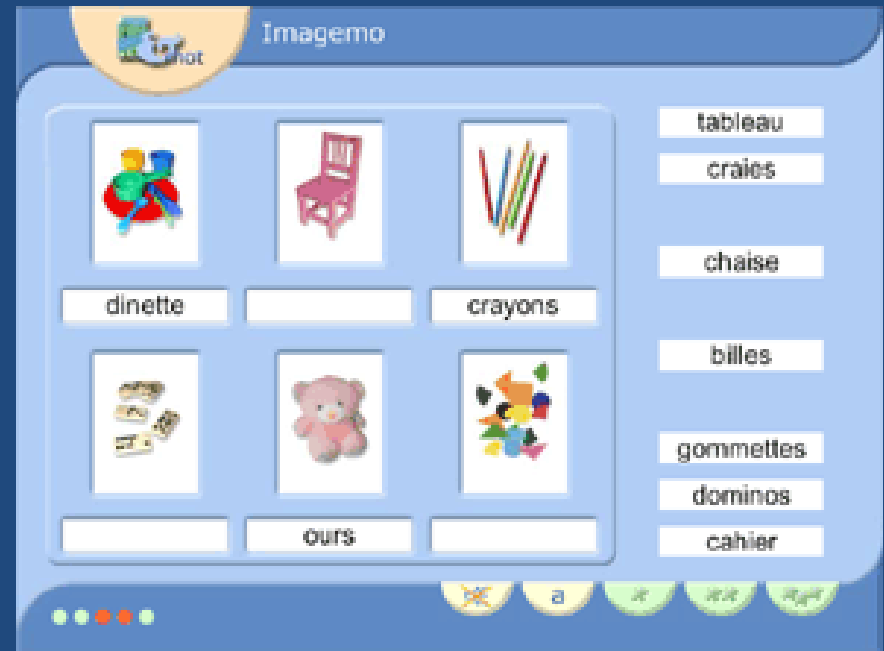 Imagemo
tableau
craies
dinette
crayons
chaise
billes
gommettes
ours
dominos
cahier
a